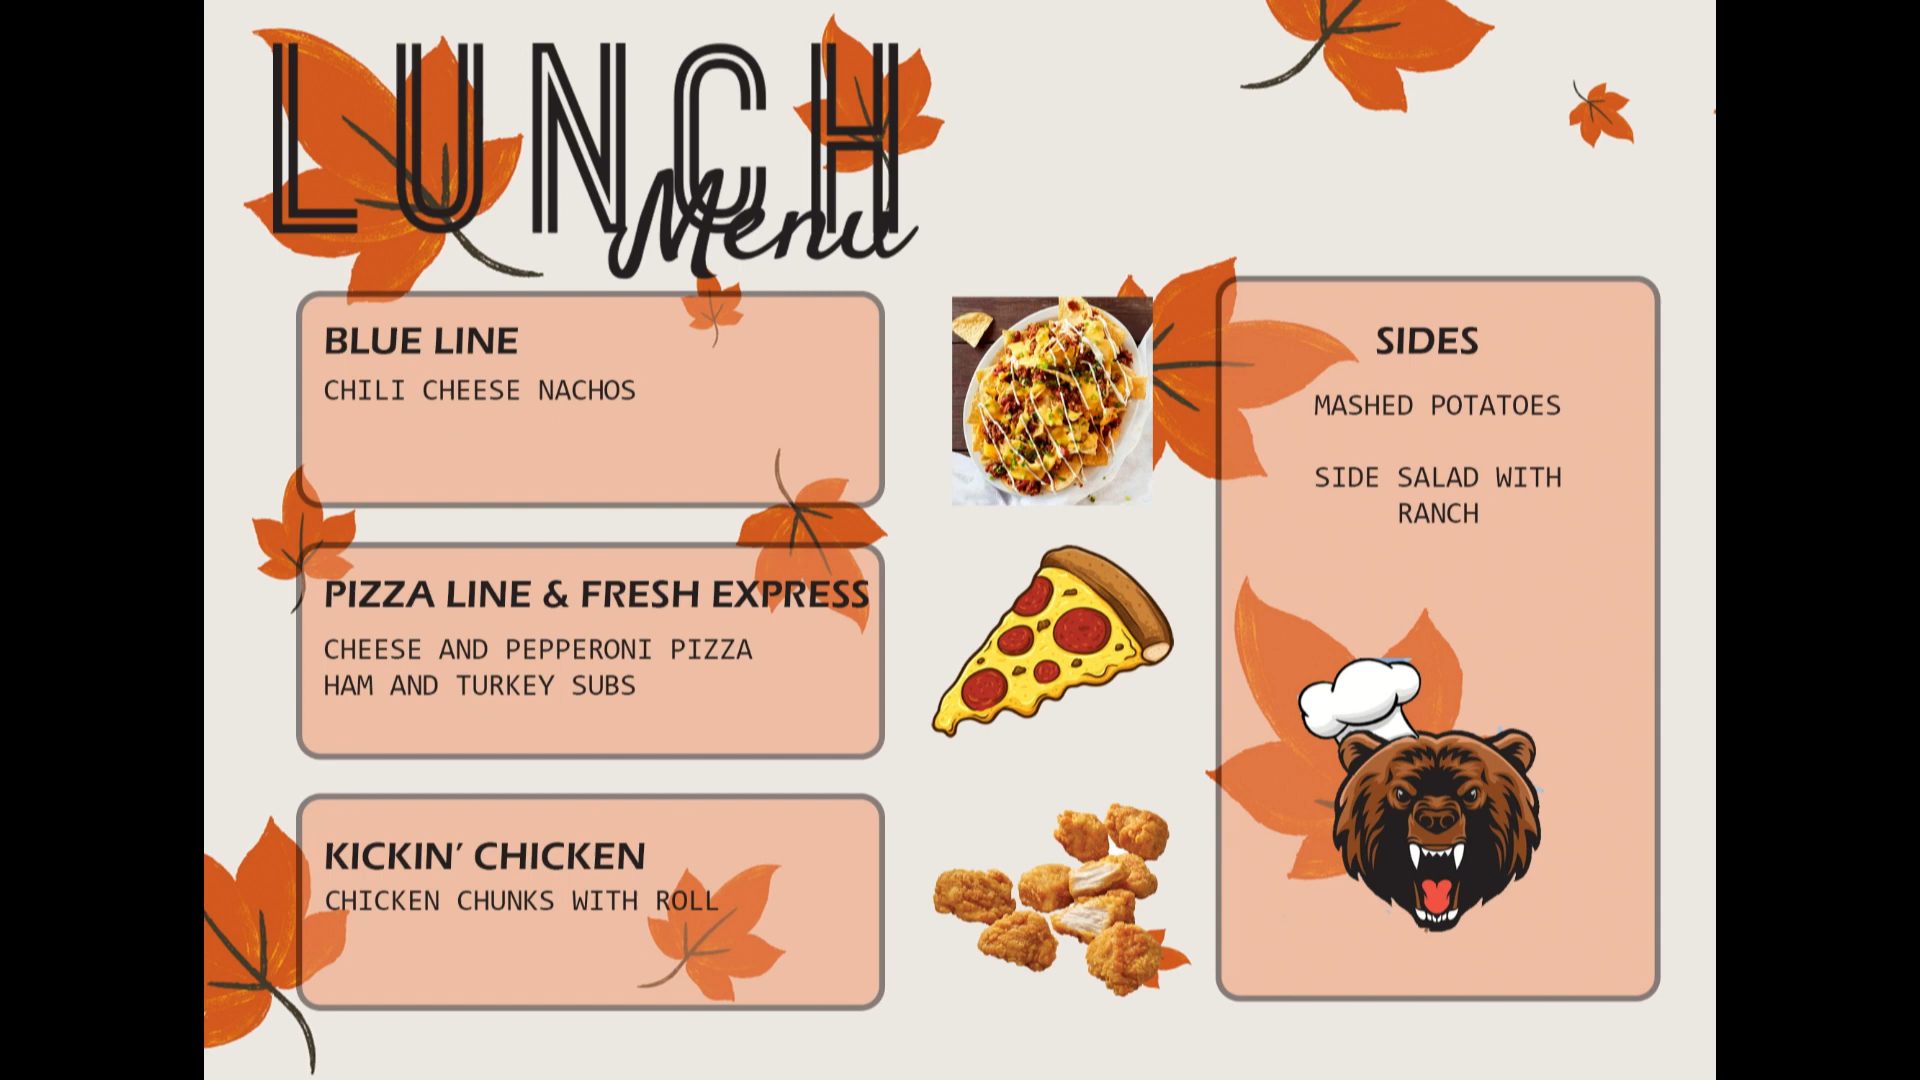 LUNCH
Menu
BLUE LINE
CHILI CHEESE NACHOS
PIZZA LINE & FRESH EXPRESS
CHEESE AND PEPPERONI PIZZA
HAM AND TURKEY SUBS
KICKIN’ CHICKEN
CHICKEN CHUNKS WITH ROLL
SIDES
MASHED POTATOES
SIDE SALAD WITH
RANCH